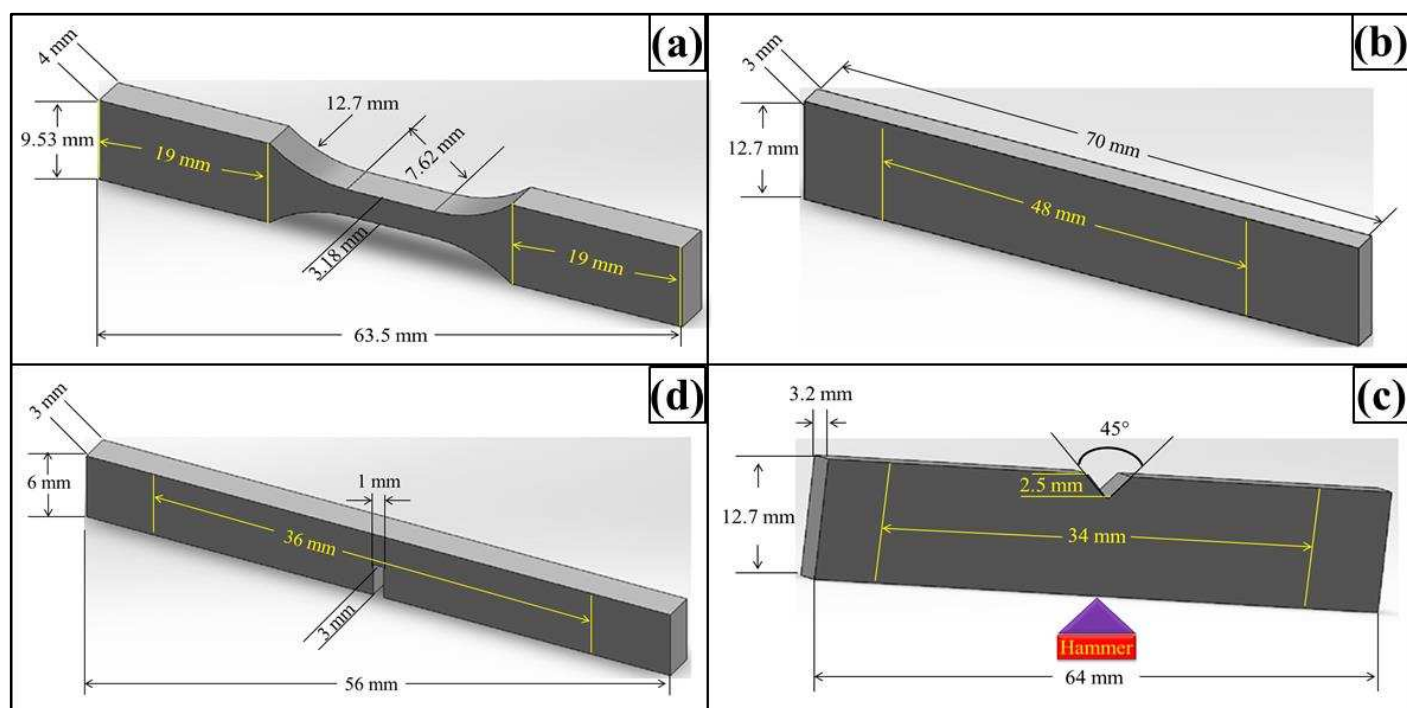 (a)
4 mm
9.53 mm
19 mm
12.7 mm
7.62 mm
3.18 mm
19 mm
63.5 mm
(b)
3 mm
12.7 mm
70 mm
48 mm
(d)
3 mm
6 mm
1 mm
36 mm
3 mm
56 mm
(c)
3.2 mm
45°
2.5 mm
12.7 mm
34 mm
Hammer
64 mm